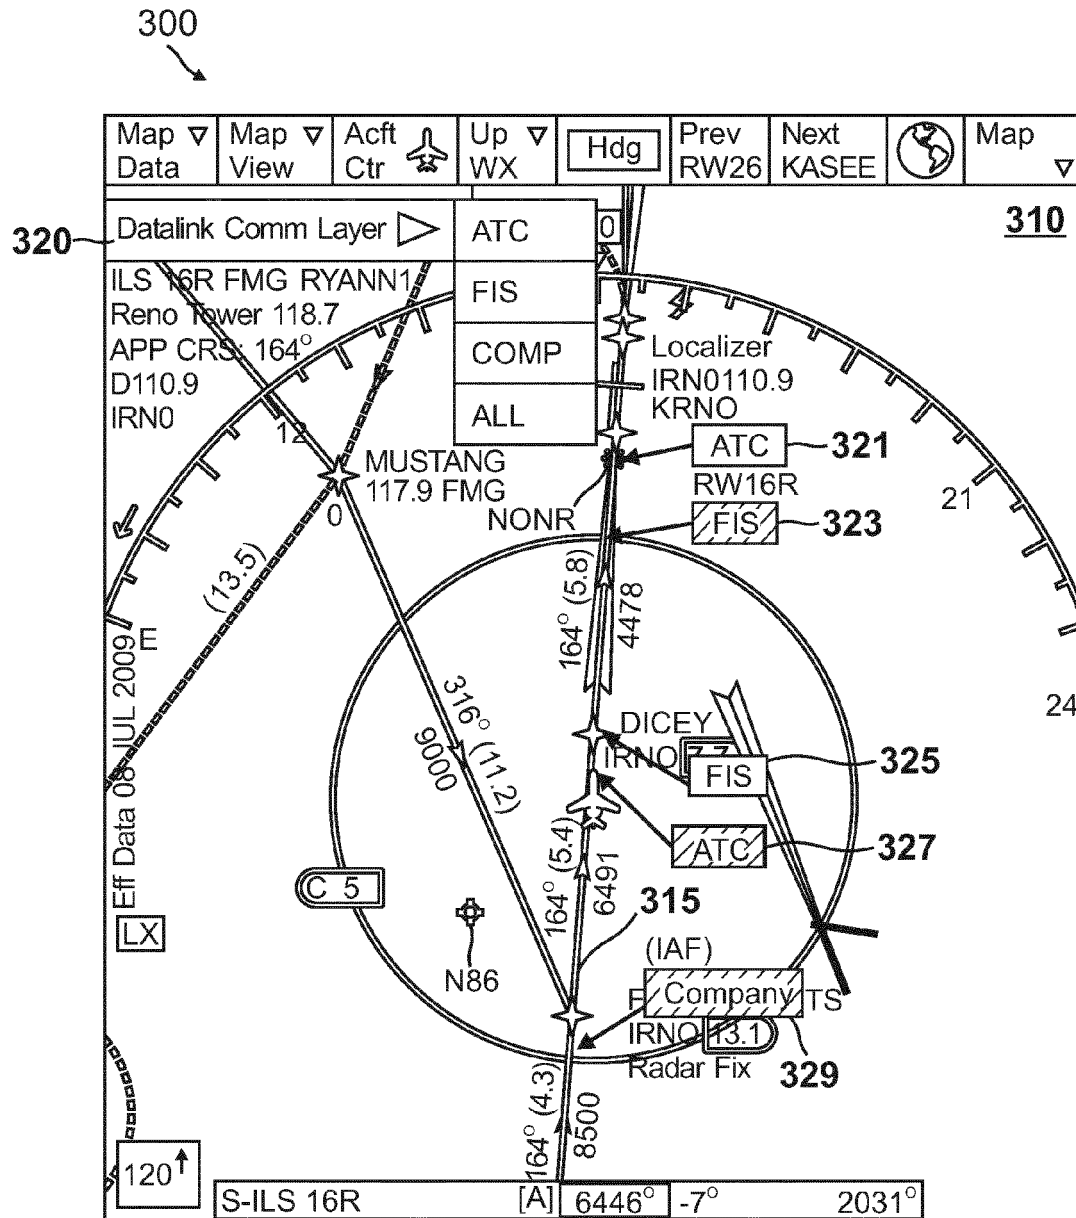 300
Map Data
Map View
Acft Ctr
Up WX
Hdg
Prev RW26
Next KASEE
Map
310
320
Datalink Comm Layer
ATC
FIS
COMP
ALL
0
ILS 16R FMG RYANN1
Reno Tower 118.7
APP CRS: 164°
D110.9
IRN0
Localizer
IRN0110.9
KRNO
12
MUSTANG
117.9 FMG
0
NONR
ATC
321
RW16R
FIS
323
21
24
E
(13.5)
164° (5.8)
4478
Eff Data 08 JUL 2009
316° (11.2)
9000
DICEY
IRNO 7.7
FIS
325
ATC
327
164° (5.4)
6491
315
C 5
LX
N86
(IAF)
Company
TS
IRNO 13.1
Radar Fix
329
164° (4.3)
8500
120
S-ILS 16R
[A]
6446°
-7°
2031°